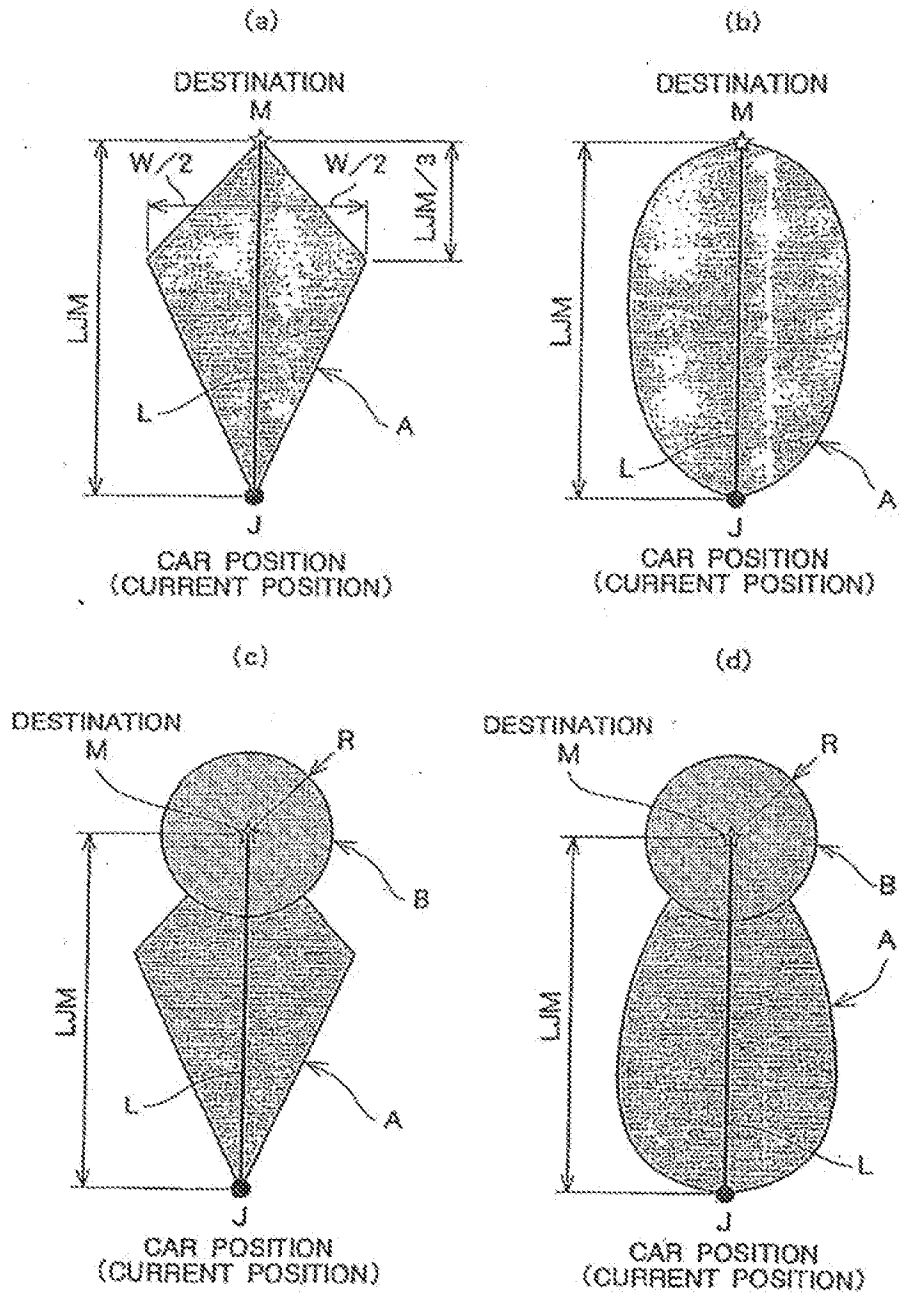 (a)
DESTINATION
M
W/2
W/2
LJM/3
LJM
L
A
J
CAR POSITION
(CURRENT POSITION)
(b)
DESTINATION
M
LJM
L
A
J
CAR POSITION
(CURRENT POSITION)
(c)
DESTINATION
M
R
B
LJM
L
A
J
CAR POSITION
(CURRENT POSITION)
(d)
DESTINATION
M
R
B
A
LJM
L
J
CAR POSITION
(CURRENT POSITION)